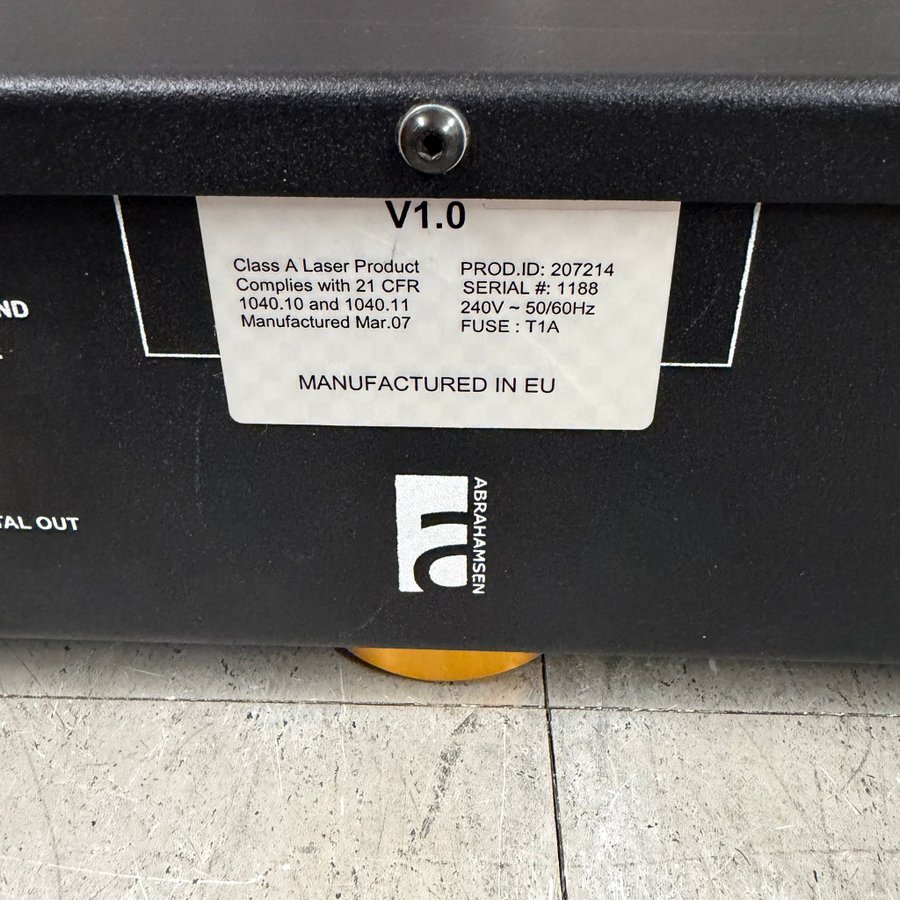 V1.0
Class A Laser Product
Complies with 21 CFR
1040.10 and 1040.11
Manufactured Mar.07
PROD.ID: 207214
SERIAL #: 1188
240V ~ 50/60Hz
FUSE : T1A
MANUFACTURED IN EU
ND
TAL OUT
ABRAHAMSEN